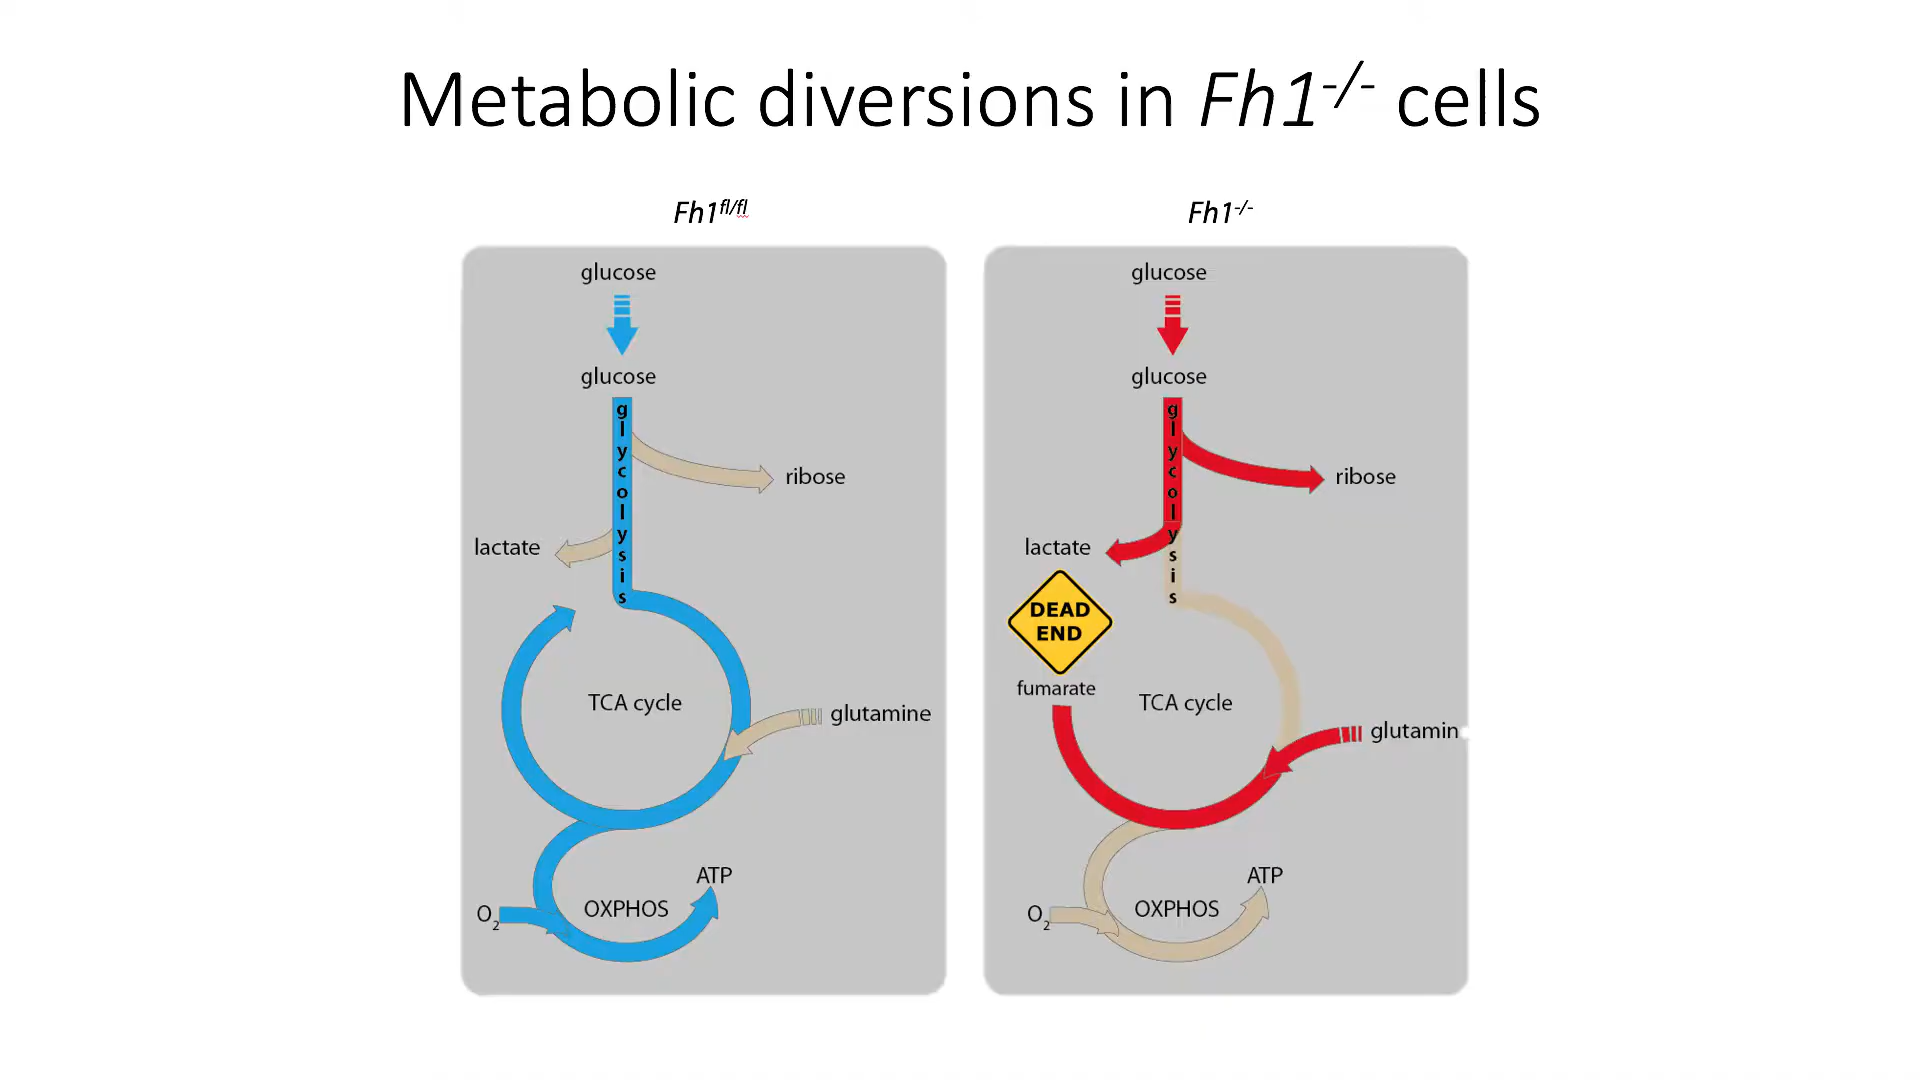 Metabolic diversions in Fh1-/- cells
Fh1fl/fl
glucose
glucose
glycolysis
ribose
lactate
TCA cycle
glutamine
ATP
O2
OXPHOS
Fh1-/-
glucose
glucose
glycolysis
ribose
lactate
DEAD
END
fumarate
TCA cycle
glutamin
ATP
O2
OXPHOS